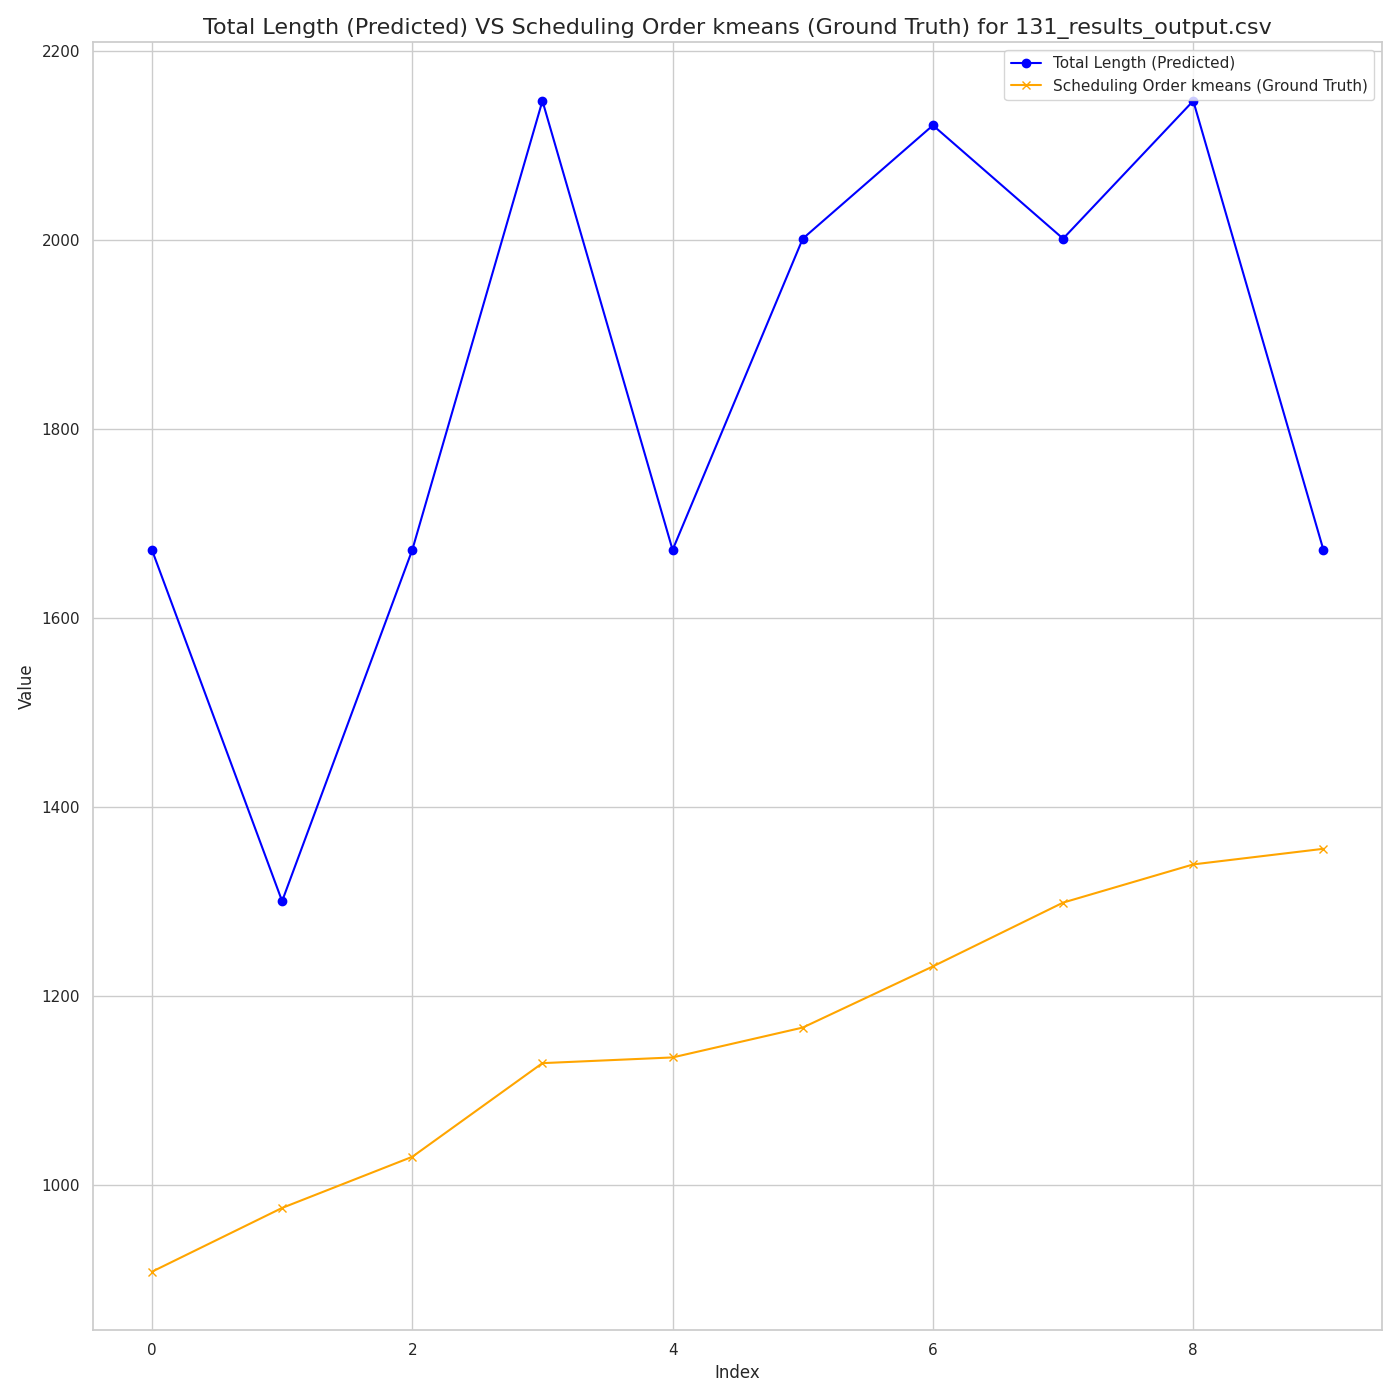 Total Length (Predicted) VS Scheduling Order kmeans (Ground Truth) for 131_results_output.csv
Total Length (Predicted)
Scheduling Order kmeans (Ground Truth)
Value
2200
2000
1800
1600
1400
1200
1000
0 2 4 6 8
Index